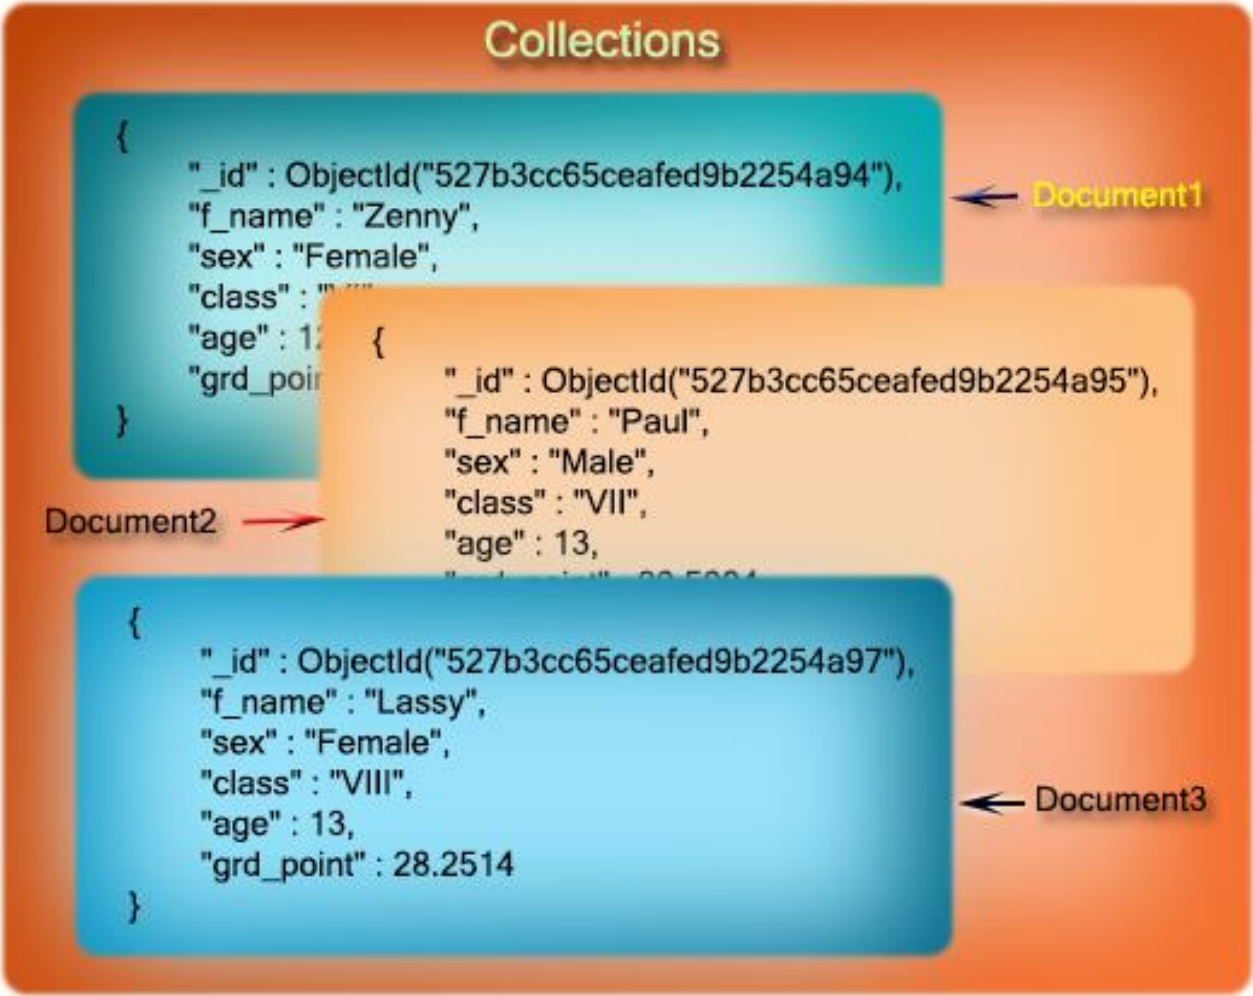 Collections
{
"_id" : ObjectId("527b3cc65ceafed9b2254a94"),
"f_name" : "Zenny",
"sex" : "Female",
"class" :
"age" :
}
Document1
{
"_id" : ObjectId("527b3cc65ceafed9b2254a95"),
"f_name" : "Paul",
"sex" : "Male",
"class" : "VII",
"age" : 13,
Document2
{
"_id" : ObjectId("527b3cc65ceafed9b2254a97"),
"f_name" : "Lassy",
"sex" : "Female",
"class" : "VIII",
"age" : 13,
"grd_point" : 28.2514
}
Document3